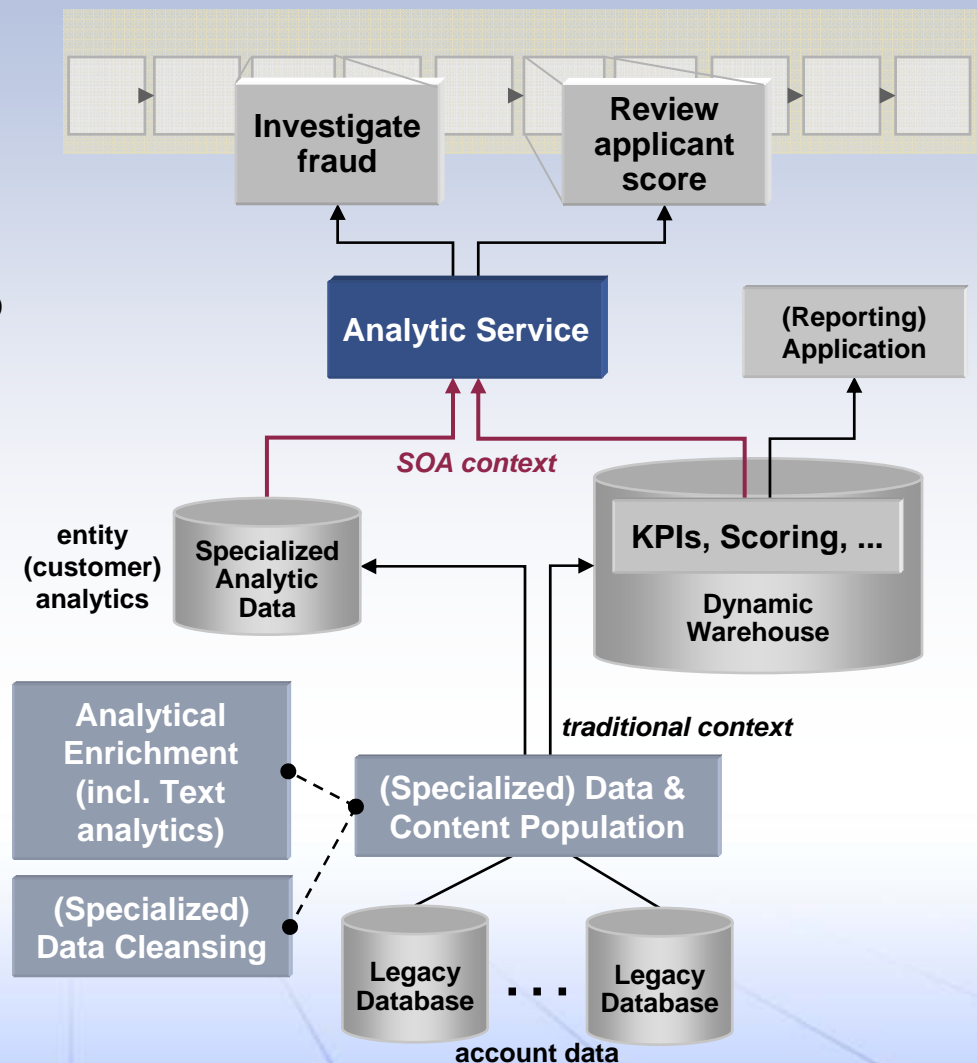 Investigate
fraud
Review
applicant
score
)
Analytic Service
(Reporting)
Application
SOA context
entity
(customer)
analytics
Specialized
Analytic
Data
KPIs, Scoring, ...
Dynamic
Warehouse
traditional context
Analytical
Enrichment
(incl. Text
analytics)
(Specialized) Data &
Content Population
(Specialized)
Data Cleansing
Legacy
Database
. . .
Legacy
Database
account data